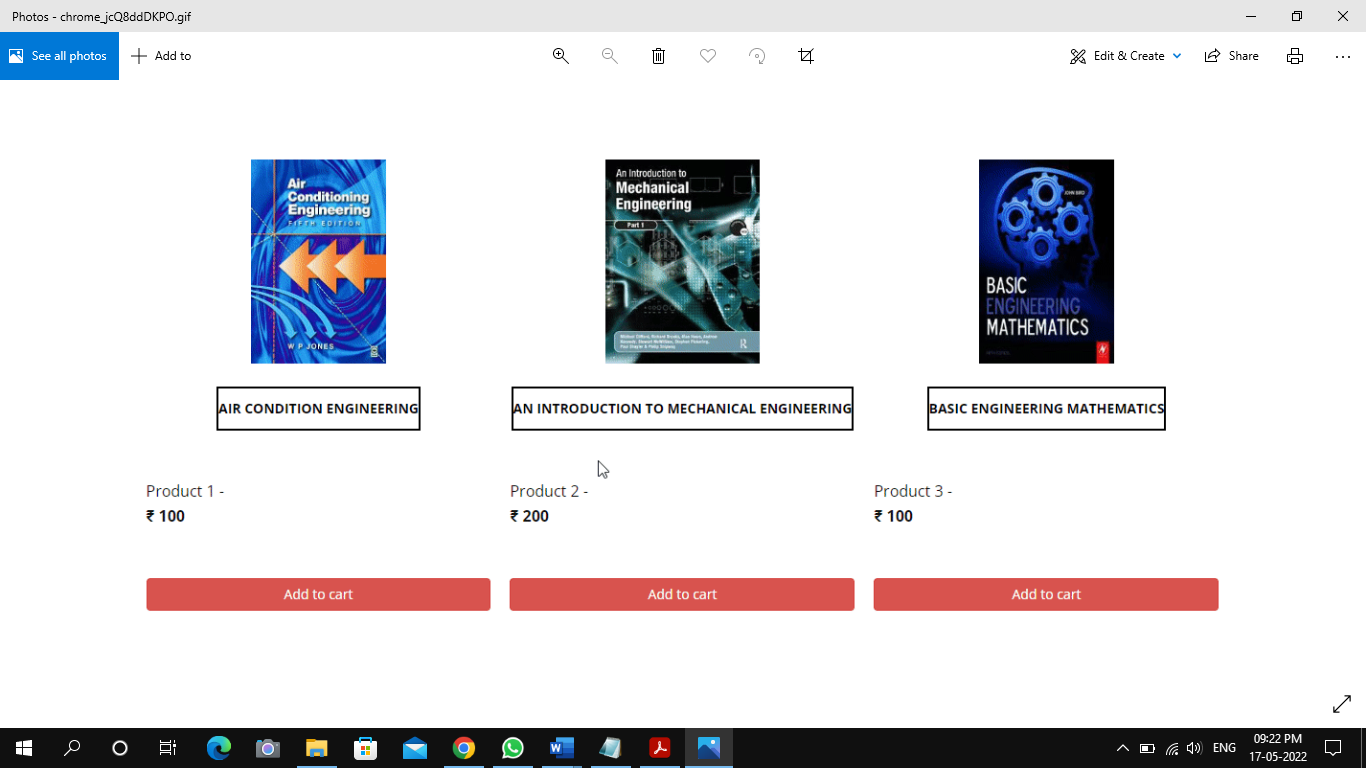 Photos - chrome_jcQ8ddDKPO.gif
See all photos
Add to
Edit & Create
Share
Air
Conditioning
Engineering
FIFTH EDITION
W P JONES
An Introduction to
Mechanical
Engineering
Part 1
JOHN BIRD
BASIC
ENGINEERING
MATHEMATICS
AIR CONDITION ENGINEERING
AN INTRODUCTION TO MECHANICAL ENGINEERING
BASIC ENGINEERING MATHEMATICS
Product 1 -
₹ 100
Product 2 -
₹ 200
Product 3 -
₹ 100
Add to cart
Add to cart
Add to cart
ENG
09:22 PM
17-05-2022